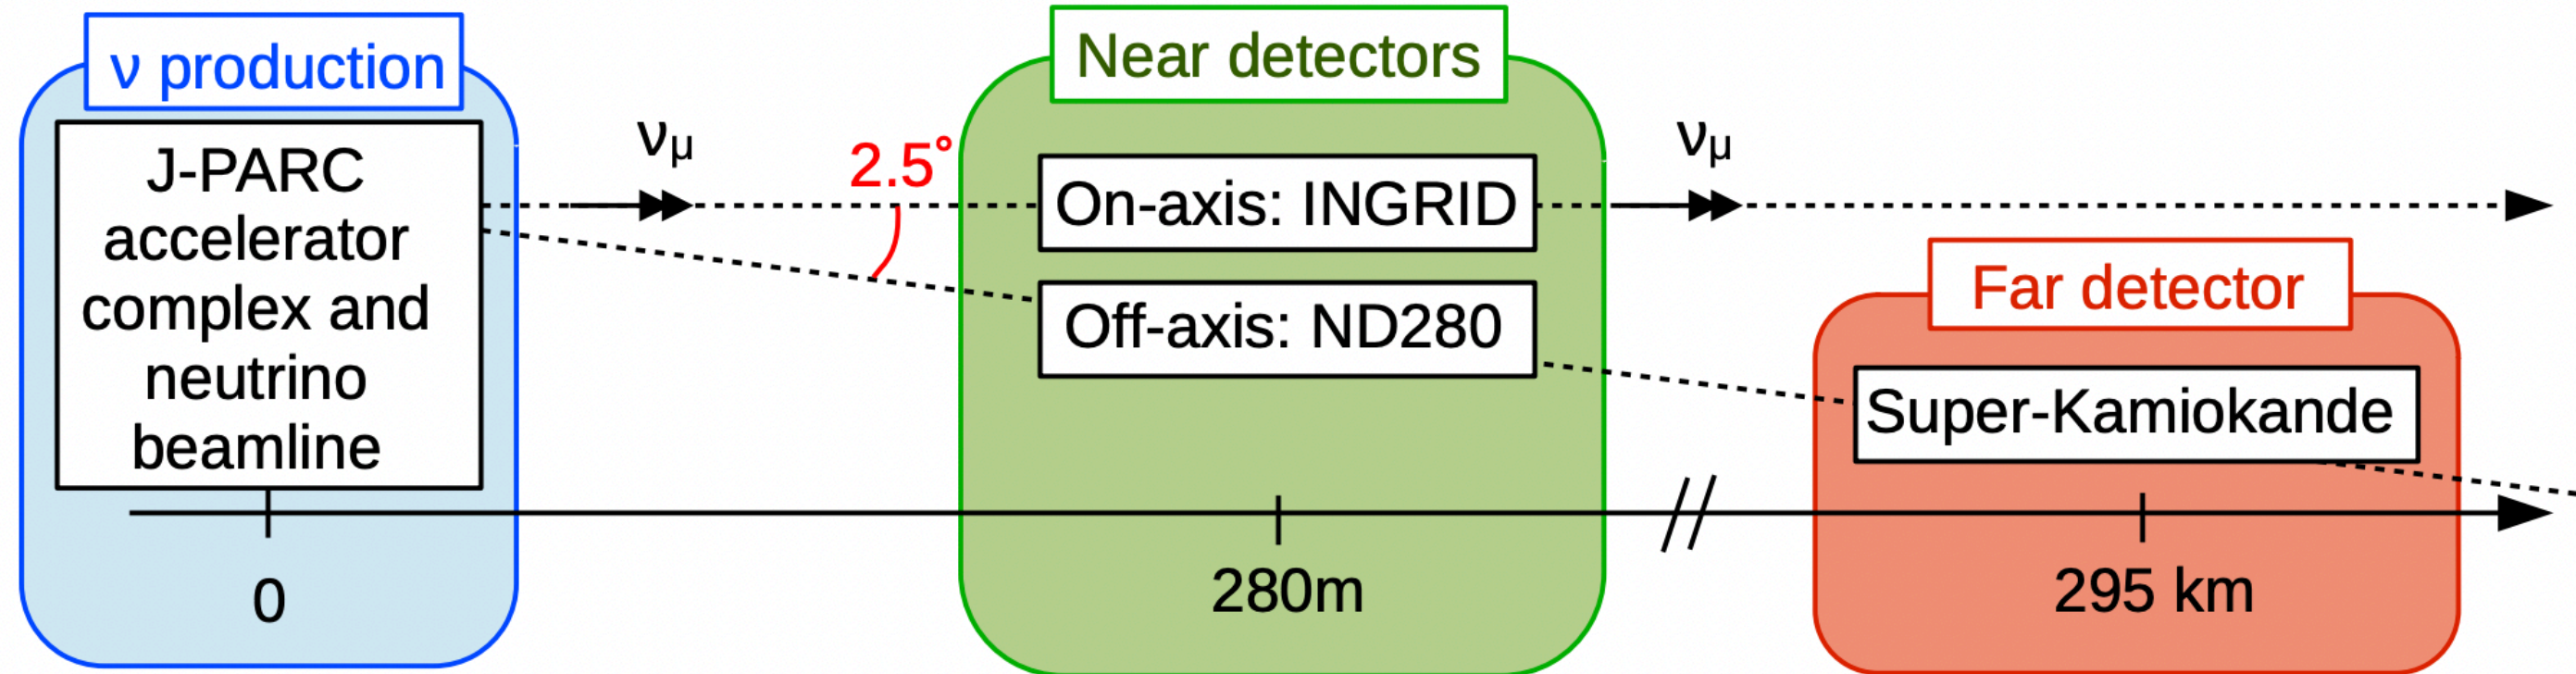 ν production
J-PARC
accelerator
complex and
neutrino
beamline
0
νμ
2.5°
Near detectors
On-axis: INGRID
Off-axis: ND280
280m
νμ
Far detector
Super-Kamiokande
295 km